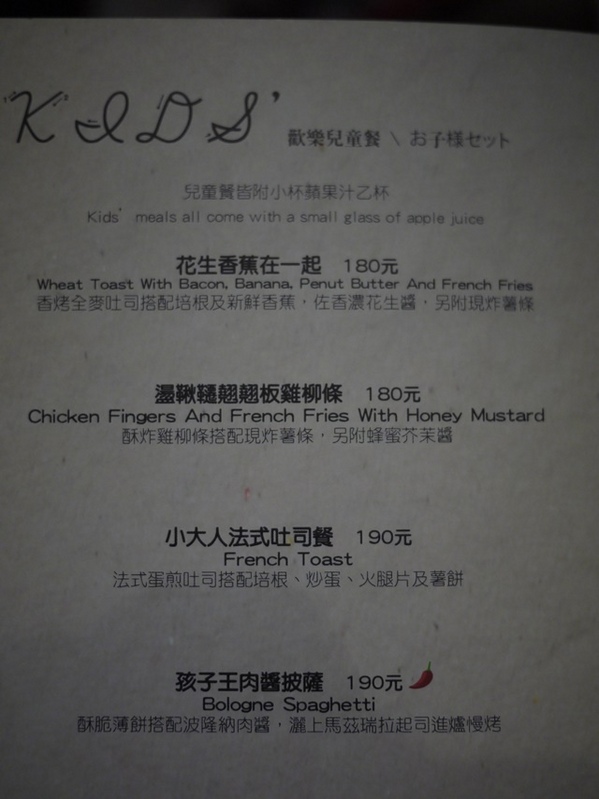 KIDS' 歡樂兒童餐 \ お子様セット
兒童餐皆附小杯蘋果汁乙杯
Kids' meals all come with a small glass of apple juice
花生香蕉在一起 180元
Wheat Toast With Bacon, Banana, Penut Butter And French Fries
香烤全麥吐司搭配培根及新鮮香蕉，佐香濃花生醬，另附現炸薯條
盪鞦韆翹翹板雞柳條 180元
Chicken Fingers And French Fries With Honey Mustard
酥炸雞柳條搭配現炸薯條，另附蜂蜜芥茉醬
小大人法式吐司餐 190元
French Toast
法式蛋煎吐司搭配培根、炒蛋、火腿片及薯餅
孩子王肉醬披薩 190元
Bologne Spaghetti
酥脆薄餅搭配波隆納肉醬，灑上馬茲瑞拉起司進爐慢烤